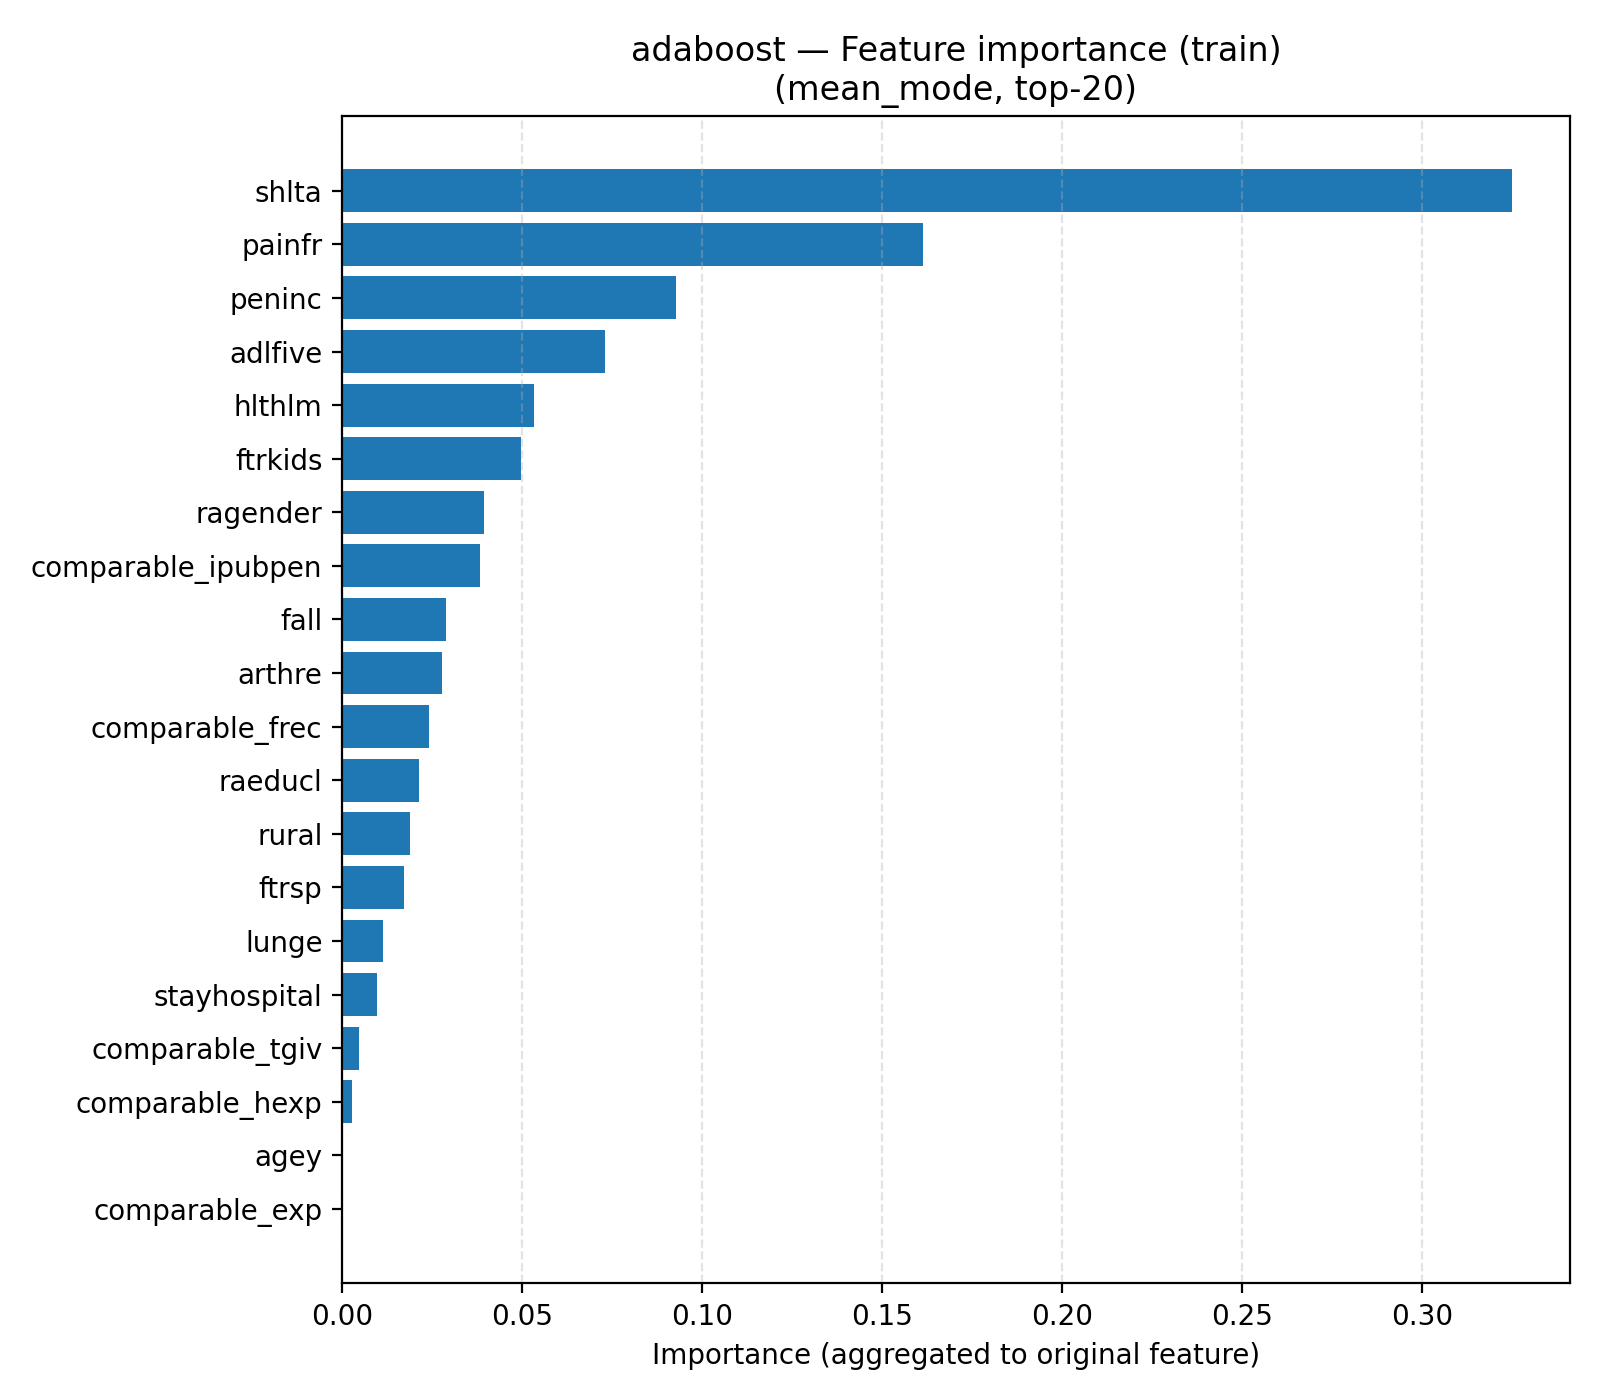 adaboost — Feature importance (train)
(mean_mode, top-20)
shlta
painfr
peninc
adlfive
hlthlm
ftrkids
ragender
comparable_ipubpen
fall
arthre
comparable_frec
raeducl
rural
ftrsp
lunge
stayhospital
comparable_tgiv
comparable_hexp
agey
comparable_exp
0.00 0.05 0.10 0.15 0.20 0.25 0.30
Importance (aggregated to original feature)